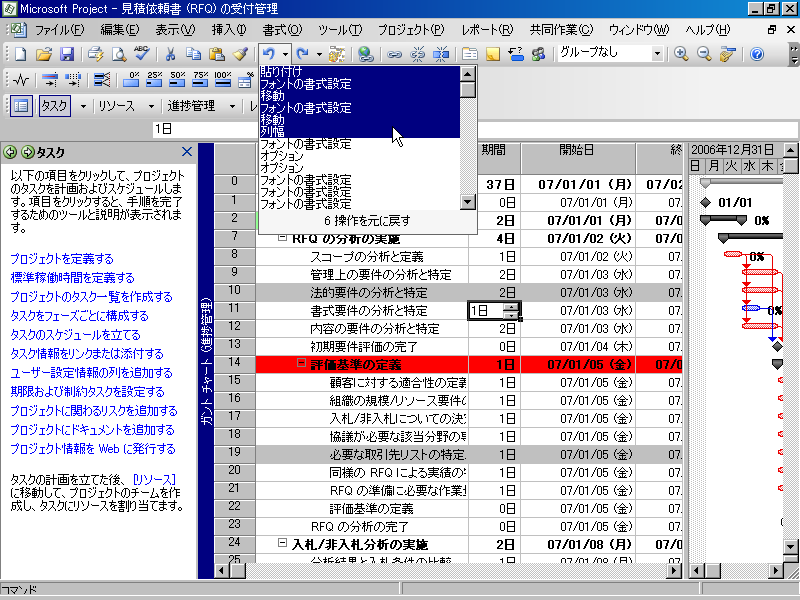 Microsoft Project - 見積依頼書 (RFQ) の受付管理
ファイル(F) 編集(E) 表示(V) 挿入(I) 書式(O) ツール(T) プロジェクト(P) レポート(R) 共同作業(C) ウィンドウ(W) ヘルプ(H)
グループなし
0% 25% 50% 75% 100%
タスク リソース 進捗管理
1日
貼り付け
フォントの書式設定
移動
フォントの書式設定
移動
列幅
フォントの書式設定
オプション
オプション
フォントの書式設定
フォントの書式設定
フォントの書式設定
6 操作を元に戻す
タスク
以下の項目をクリックして、プロジェクトのタスクを計画およびスケジュールします。項目をクリックすると、手順を完了するためのツールと説明が表示されます。
プロジェクトを定義する
標準稼働時間を定義する
プロジェクトのタスク一覧を作成する
タスクをフェーズごとに構成する
タスクのスケジュールを立てる
タスク情報をリンクまたは添付する
ユーザー設定情報の列を追加する
期限および制約タスクを設定する
プロジェクトに関わるリスクを追加する
プロジェクトにドキュメントを追加する
プロジェクト情報を Web に発行する
タスクの計画を立てた後、[リソース] に移動して、プロジェクトのチームを作成し、タスクにリソースを割り当てます。
ガント チャート (進捗管理)
期間 開始日 終
2006年12月31日
日 月 火 水 木 金
0 37日 07/01/01 (月) 07/02
1 0日 07/01/01 (月) 07. 01/01
2 2日 07/01/01 (月) 07/0 0%
7 RFQ の分析の実施 4日 07/01/02 (火) 07/0
8 スコープの分析と定義 1日 07/01/02 (火) 07. 0%
9 管理上の要件の分析と特定 2日 07/01/03 (水) 07.
10 法的要件の分析と特定 2日 07/01/03 (水) 07.
11 書式要件の分析と特定 1日 07/01/03 (水) 07. 0%
12 内容の要件の分析と特定 2日 07/01/03 (水) 07.
13 初期要件評価の完了 0日 07/01/04 (木) 07.
14 評価基準の定義 1日 07/01/05 (金) 07/0
15 顧客に対する適合性の定義 1日 07/01/05 (金) 07.
16 組織の規模/リソース要件の 1日 07/01/05 (金) 07.
17 入札/非入札についての決 1日 07/01/05 (金) 07.
18 協議が必要な該当分野の 1日 07/01/05 (金) 07.
19 必要な取引先リストの特定 1日 07/01/05 (金) 07.
20 同様の RFQ による実績の 1日 07/01/05 (金) 07.
21 RFQ の準備に必要な作業 1日 07/01/05 (金) 07.
22 評価基準の定義 0日 07/01/05 (金) 07.
23 RFQ の分析の完了 0日 07/01/05 (金) 07.
24 入札/非入札分析の実施 2日 07/01/08 (月) 07/0
25 分析結果と入札条件の比較 1日 07/01/08 (月) 07.
コマンド